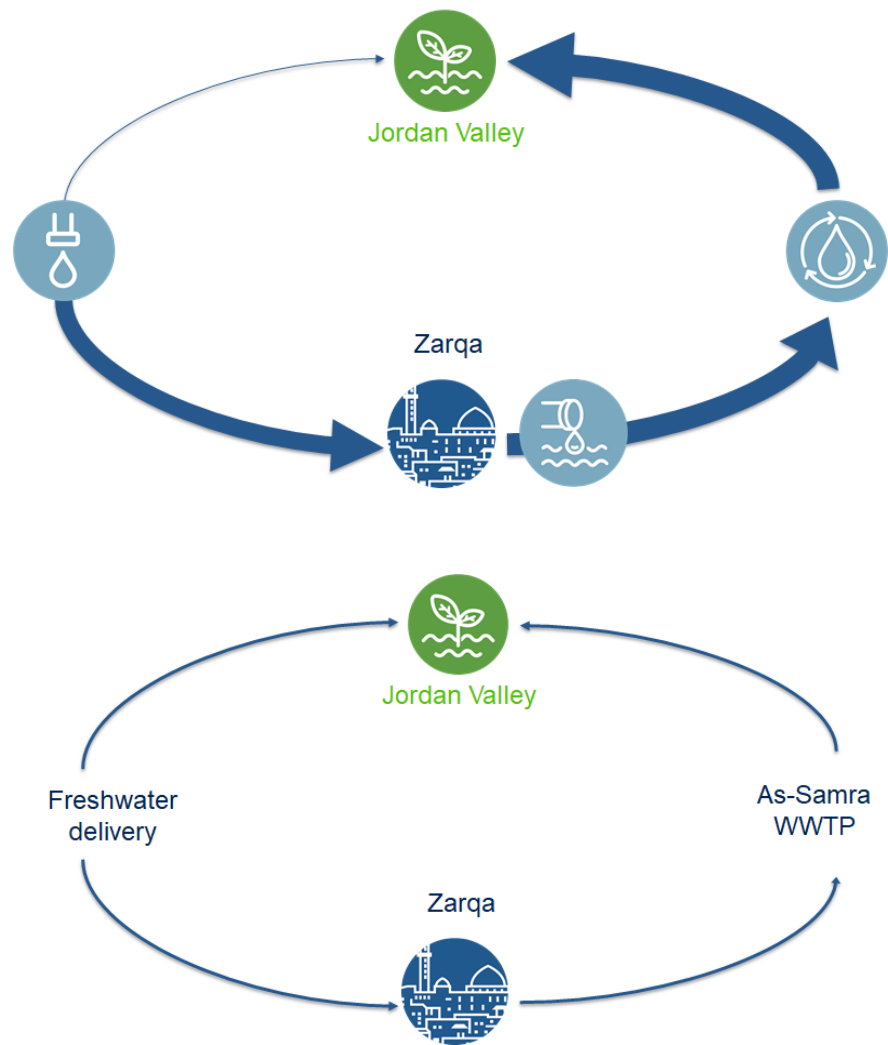 Jordan Valley
Zarqa
Jordan Valley
Freshwater
delivery
As-Samra
WWTP
Zarqa